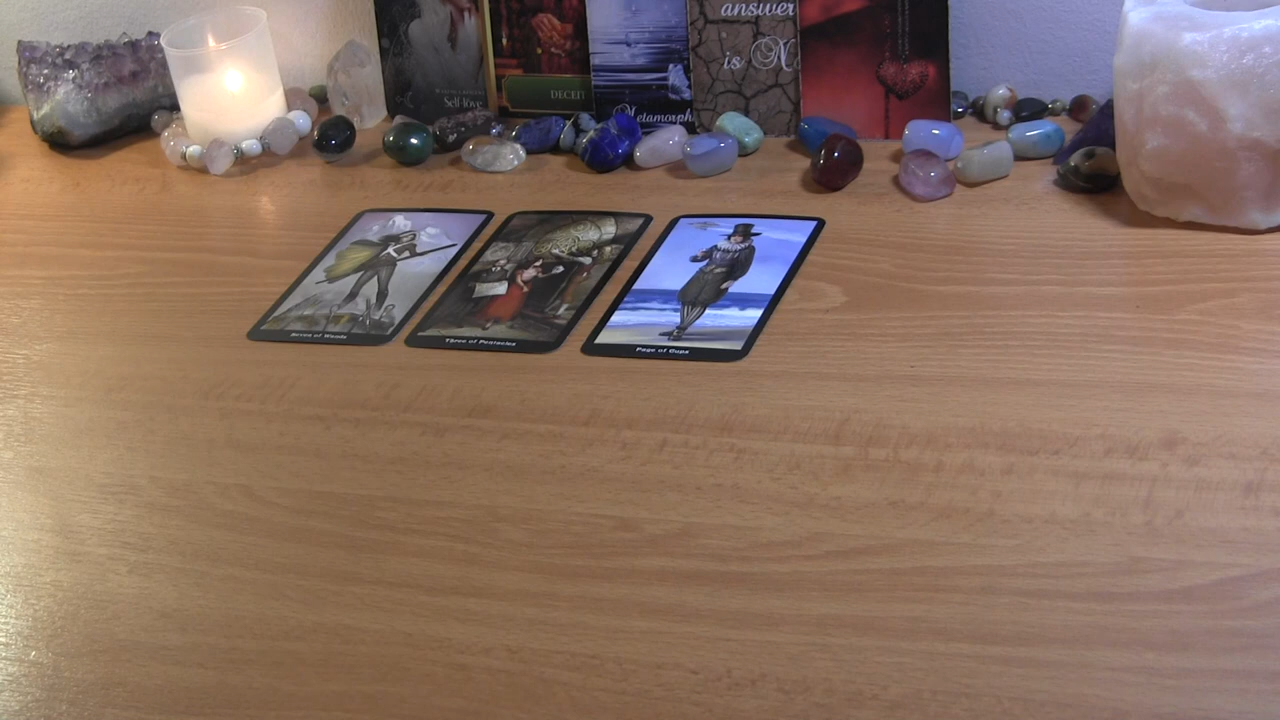 answer
is N
Self-love
DECEIT
Metamorph
Seven of Wands
Three of Pentacles
Page of Cups